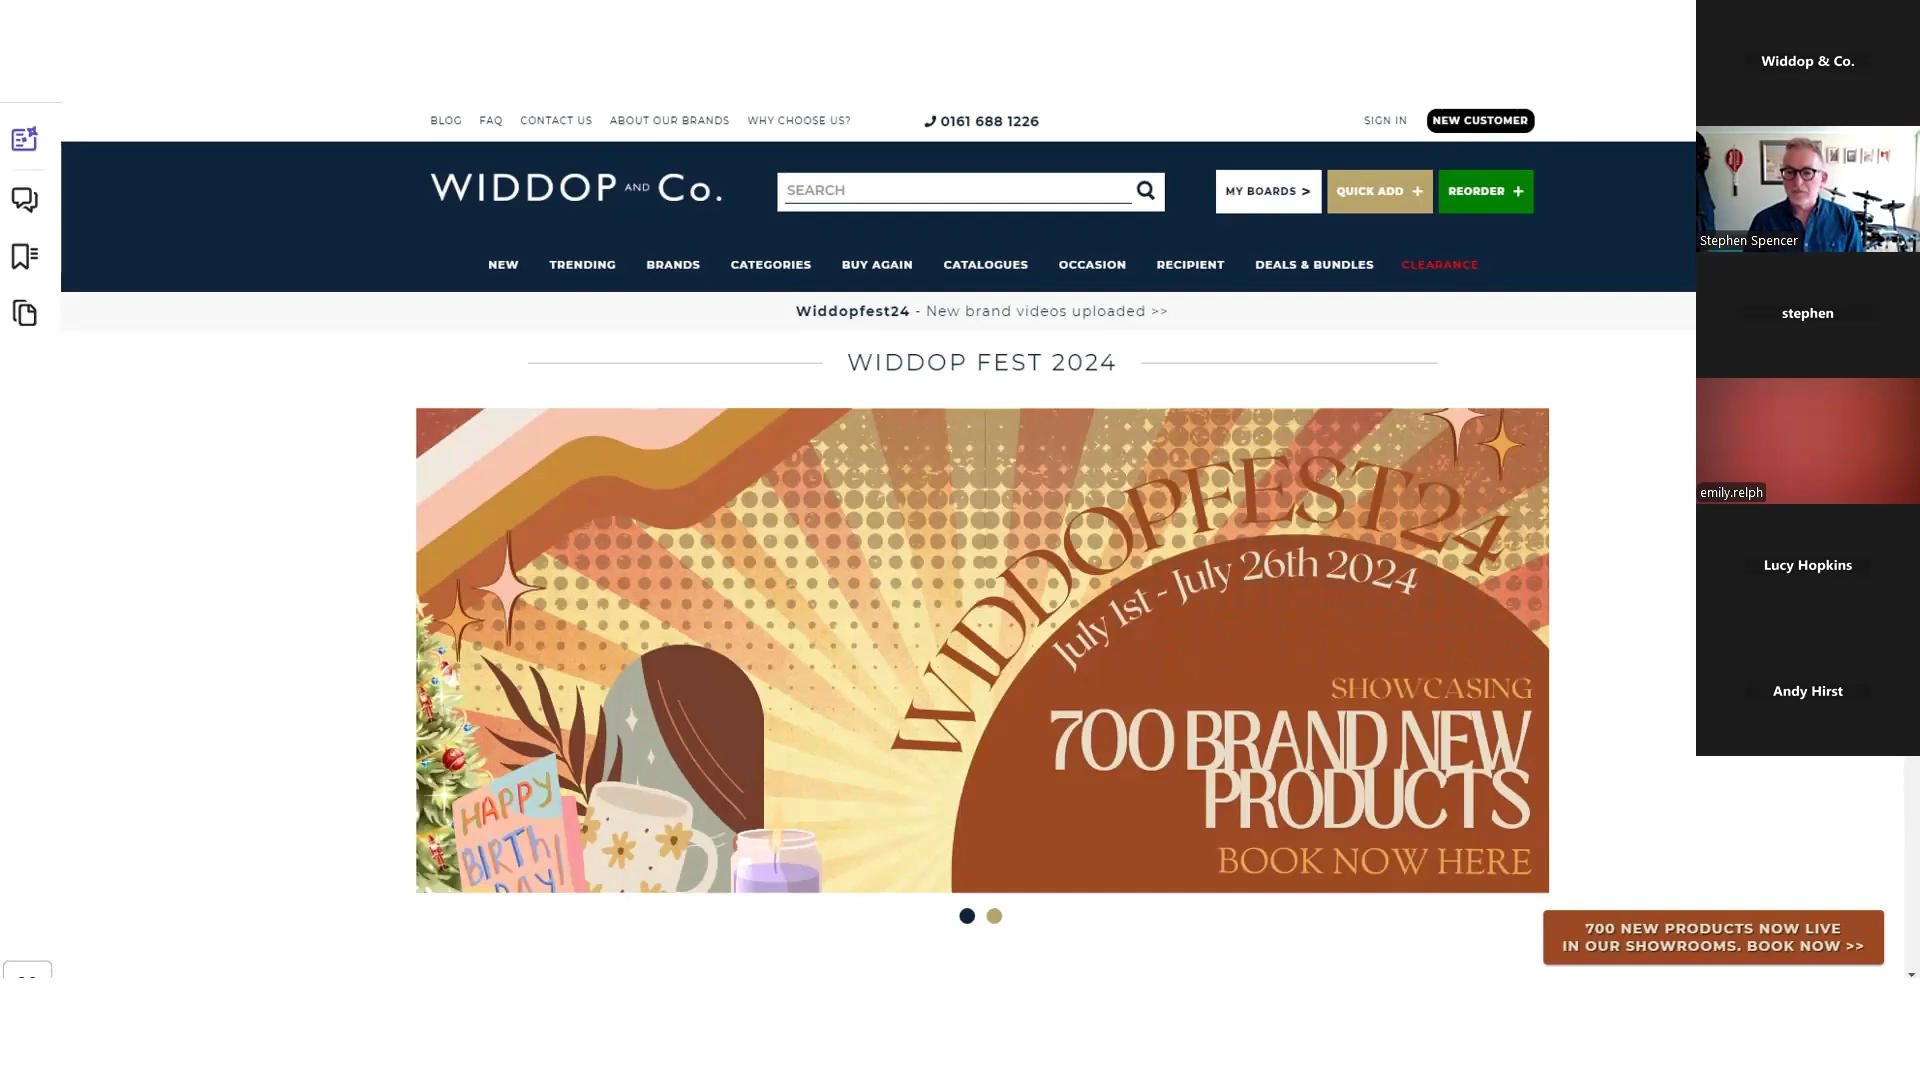 BLOG FAQ CONTACT US ABOUT OUR BRANDS WHY CHOOSE US? 0161 688 1226 SIGN IN NEW CUSTOMER
WIDDOP AND Co. SEARCH MY BOARDS > QUICK ADD + REORDER +
NEW TRENDING BRANDS CATEGORIES BUY AGAIN CATALOGUES OCCASION RECIPIENT DEALS & BUNDLES CLEARANCE
Widdopfest24 - New brand videos uploaded >>
WIDDOP FEST 2024
WIDDOPFEST24
July 1st - July 26th 2024
SHOWCASING
700 BRAND NEW
PRODUCTS
BOOK NOW HERE
HAPPY
BIRTH
DAY!
700 NEW PRODUCTS NOW LIVE
IN OUR SHOWROOMS. BOOK NOW >>
Widdop & Co.
Stephen Spencer
stephen
emily.relph
Lucy Hopkins
Andy Hirst